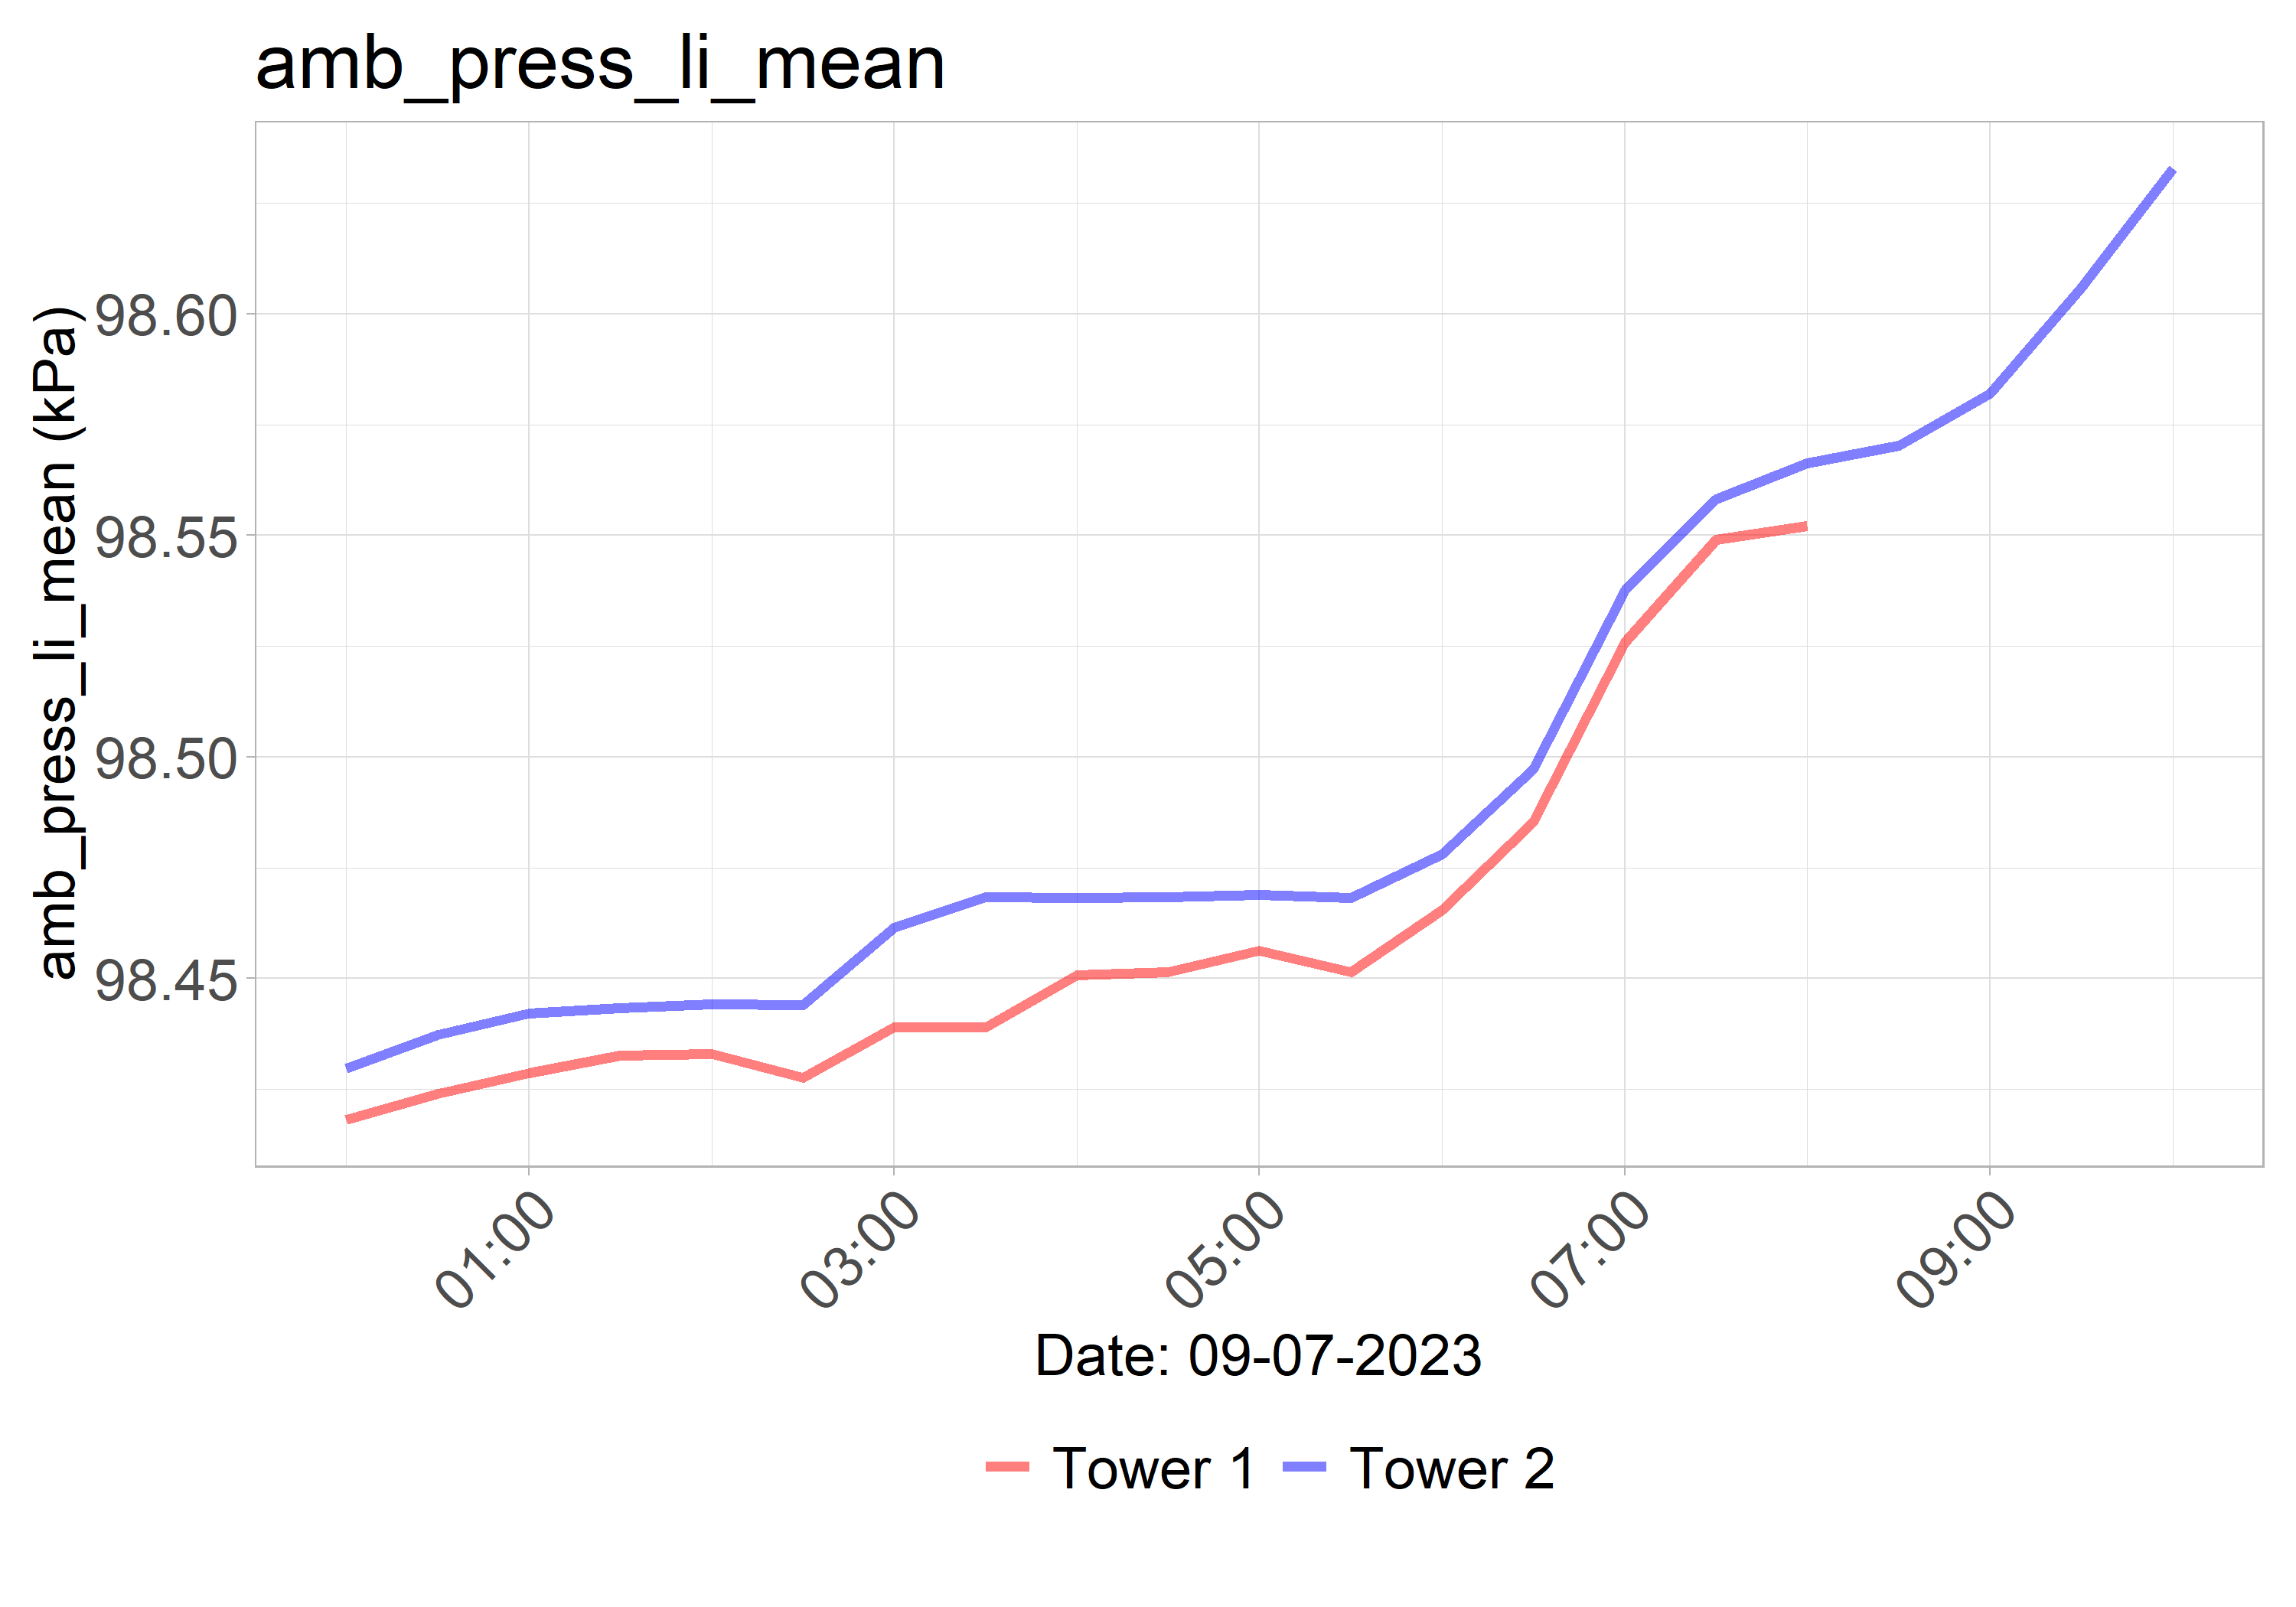 amb_press_li_mean
amb_press_li_mean (kPa)
98.60
98.55
98.50
98.45
01:00 03:00 05:00 07:00 09:00
Date: 09-07-2023
Tower 1 Tower 2